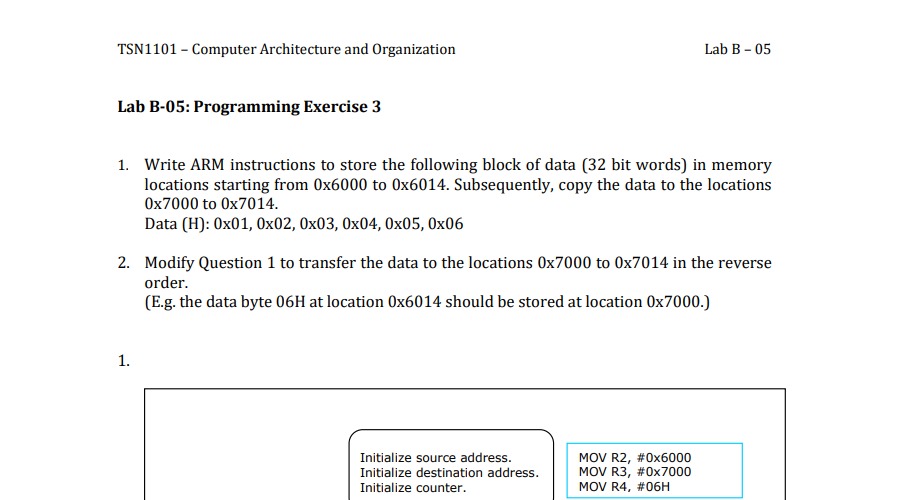 TSN1101 – Computer Architecture and Organization Lab B – 05
Lab B-05: Programming Exercise 3
1. Write ARM instructions to store the following block of data (32 bit words) in memory
locations starting from 0x6000 to 0x6014. Subsequently, copy the data to the locations
0x7000 to 0x7014.
Data (H): 0x01, 0x02, 0x03, 0x04, 0x05, 0x06
2. Modify Question 1 to transfer the data to the locations 0x7000 to 0x7014 in the reverse
order.
(E.g. the data byte 06H at location 0x6014 should be stored at location 0x7000.)
1.
Initialize source address.
Initialize destination address.
Initialize counter.
MOV R2, #0x6000
MOV R3, #0x7000
MOV R4, #06H